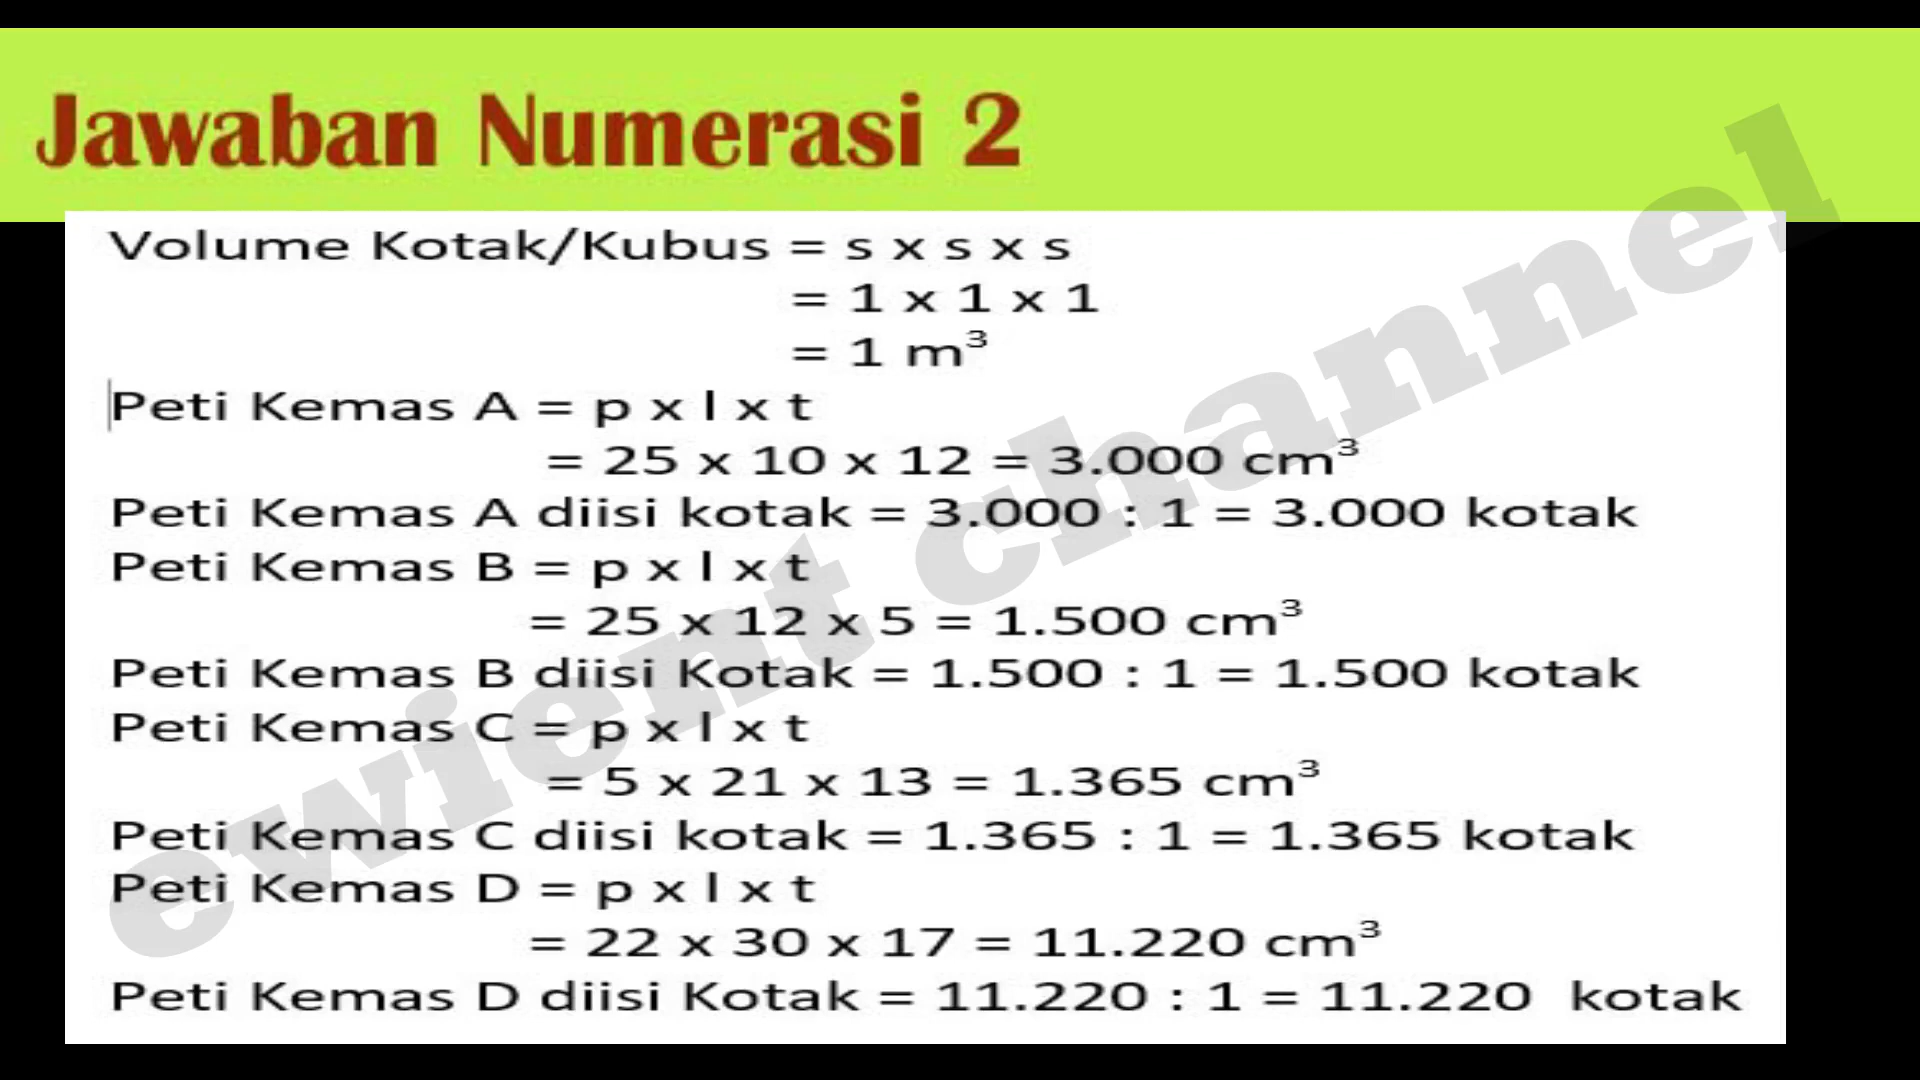 Jawaban Numerasi 2
Volume Kotak/Kubus = s x s x s
= 1 x 1 x 1
= 1 m³
Peti Kemas A = p x l x t
= 25 x 10 x 12 = 3.000 cm³
Peti Kemas A diisi kotak = 3.000 : 1 = 3.000 kotak
Peti Kemas B = p x l x t
= 25 x 12 x 5 = 1.500 cm³
Peti Kemas B diisi Kotak = 1.500 : 1 = 1.500 kotak
Peti Kemas C = p x l x t
= 5 x 21 x 13 = 1.365 cm³
Peti Kemas C diisi kotak = 1.365 : 1 = 1.365 kotak
Peti Kemas D = p x l x t
= 22 x 30 x 17 = 11.220 cm³
Peti Kemas D diisi Kotak = 11.220 : 1 = 11.220 kotak
ewient channel